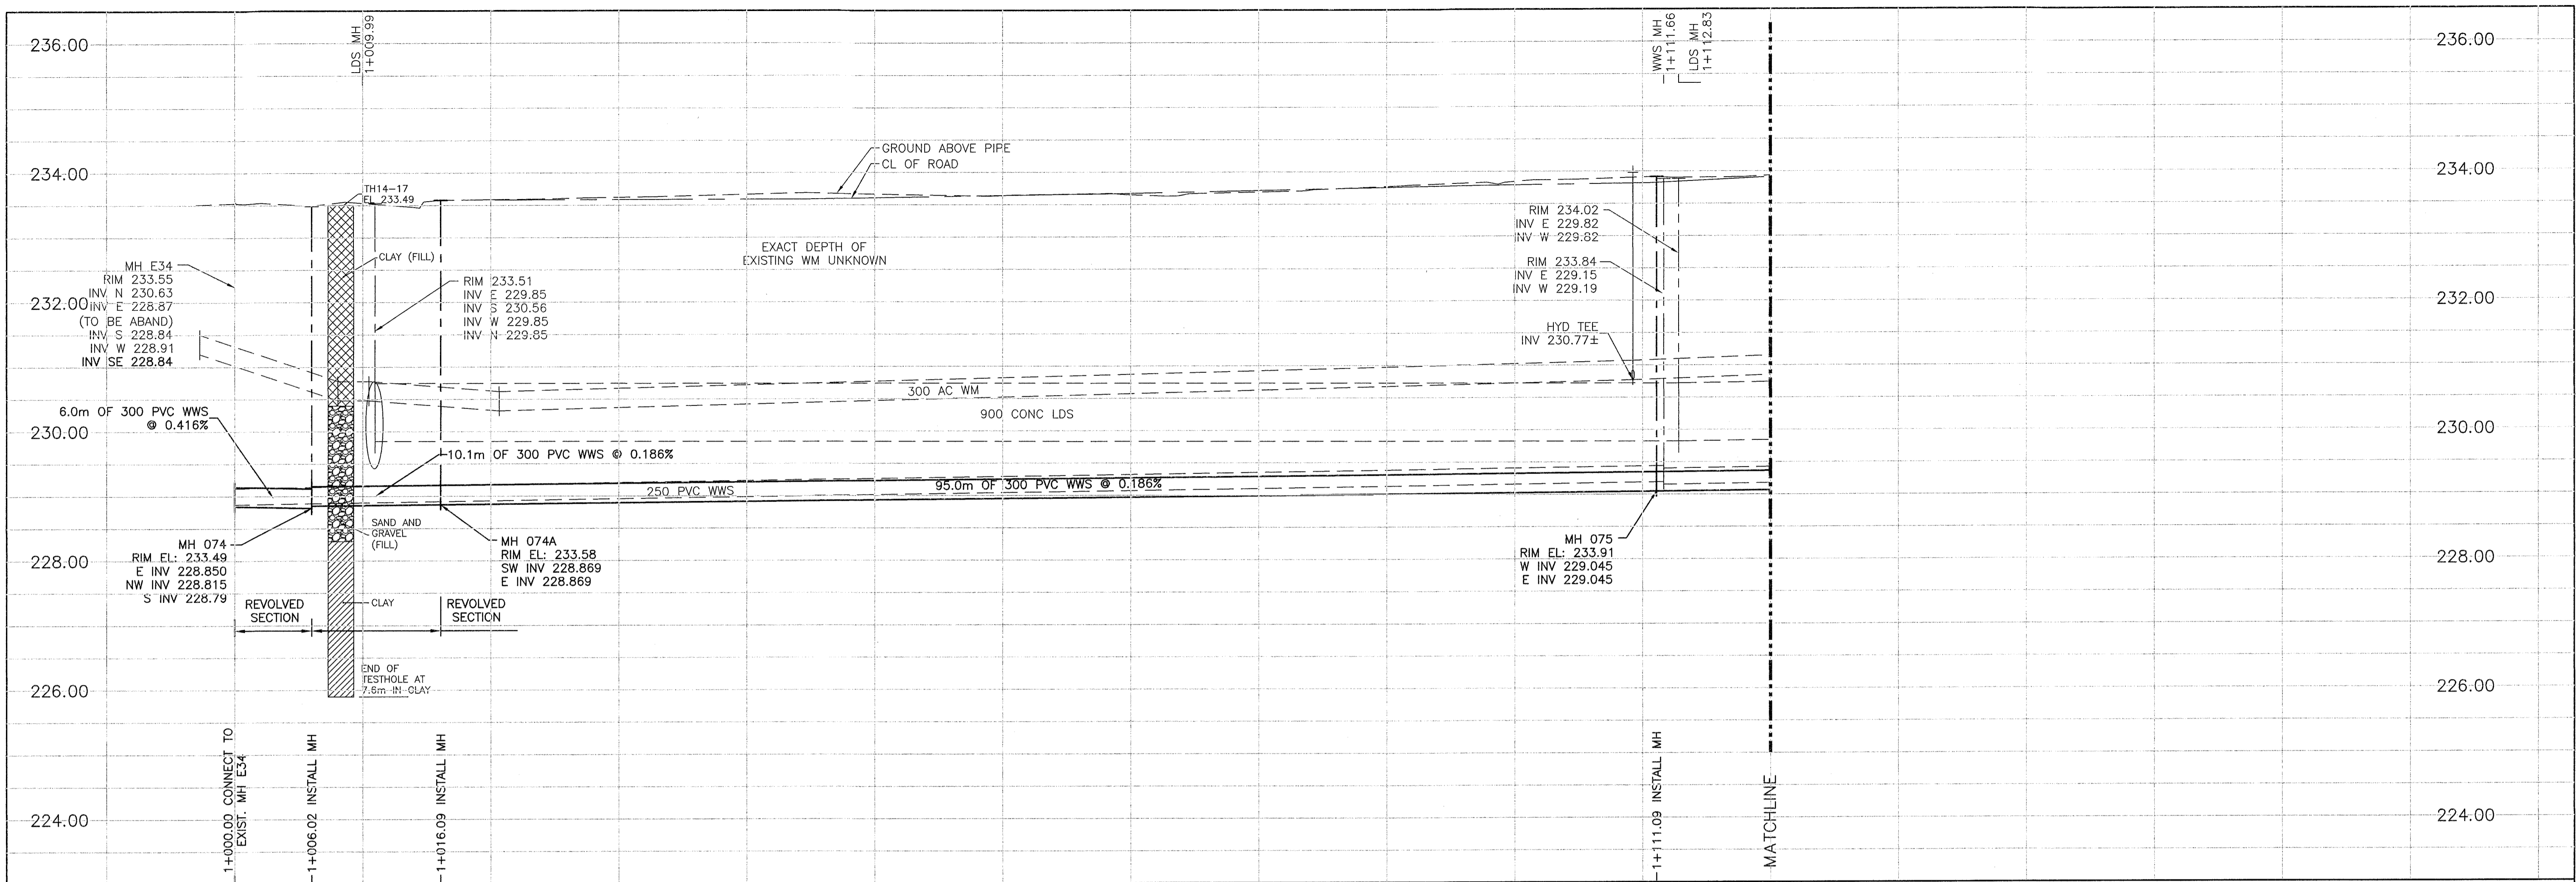 LDS MH
1+009.99
WWS MH
1+111.66
LDS MH
1+112.83
236.00
236.00
234.00
234.00
232.00
232.00
230.00
230.00
228.00
228.00
226.00
226.00
224.00
224.00
GROUND ABOVE PIPE
CL OF ROAD
TH14-17
EL 233.49
CLAY (FILL)
EXACT DEPTH OF
EXISTING WM UNKNOWN
MH E34
RIM 233.55
INV N 230.63
INV E 228.87
(TO BE ABAND)
INV S 228.84
INV W 228.91
INV SE 228.84
RIM 233.51
INV E 229.85
INV S 230.56
INV W 229.85
INV N 229.85
RIM 234.02
INV E 229.82
INV W 229.82
RIM 233.84
INV E 229.15
INV W 229.19
HYD TEE
INV 230.77±
300 AC WM
900 CONC LDS
6.0m OF 300 PVC WWS
@ 0.416%
10.1m OF 300 PVC WWS @ 0.186%
250 PVC WWS
95.0m OF 300 PVC WWS @ 0.186%
SAND AND
GRAVEL
(FILL)
MH 074
RIM EL: 233.49
E INV 228.850
NW INV 228.815
S INV 228.79
MH 074A
RIM EL: 233.58
SW INV 228.869
E INV 228.869
MH 075
RIM EL: 233.91
W INV 229.045
E INV 229.045
REVOLVED
SECTION
CLAY
REVOLVED
SECTION
END OF
TESTHOLE AT
7.6m IN CLAY
1+000.00 CONNECT TO
EXIST. MH E34
1+006.02 INSTALL MH
1+016.09 INSTALL MH
1+111.09 INSTALL MH
MATCHLINE